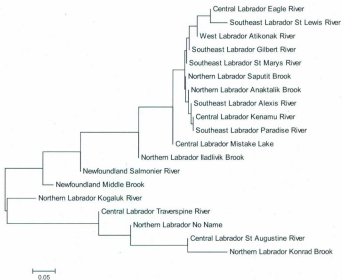 Central Labrador Eagle River
Southeast Labrador St Lewis River
West Labrador Atikonak River
Southeast Labrador Gilbert River
Southeast Labrador St Marys River
Northern Labrador Saputit Brook
Northern Labrador Anaktalik Brook
Southeast Labrador Alexis River
Central Labrador Kenamu River
Southeast Labrador Paradise River
Central Labrador Mistake Lake
Northern Labrador Iladlivik Brook
Newfoundland Salmonier River
Newfoundland Middle Brook
Northern Labrador Kogaluk River
Central Labrador Traverspine River
Northern Labrador No Name
Central Labrador St Augustine River
Northern Labrador Konrad Brook
0.05